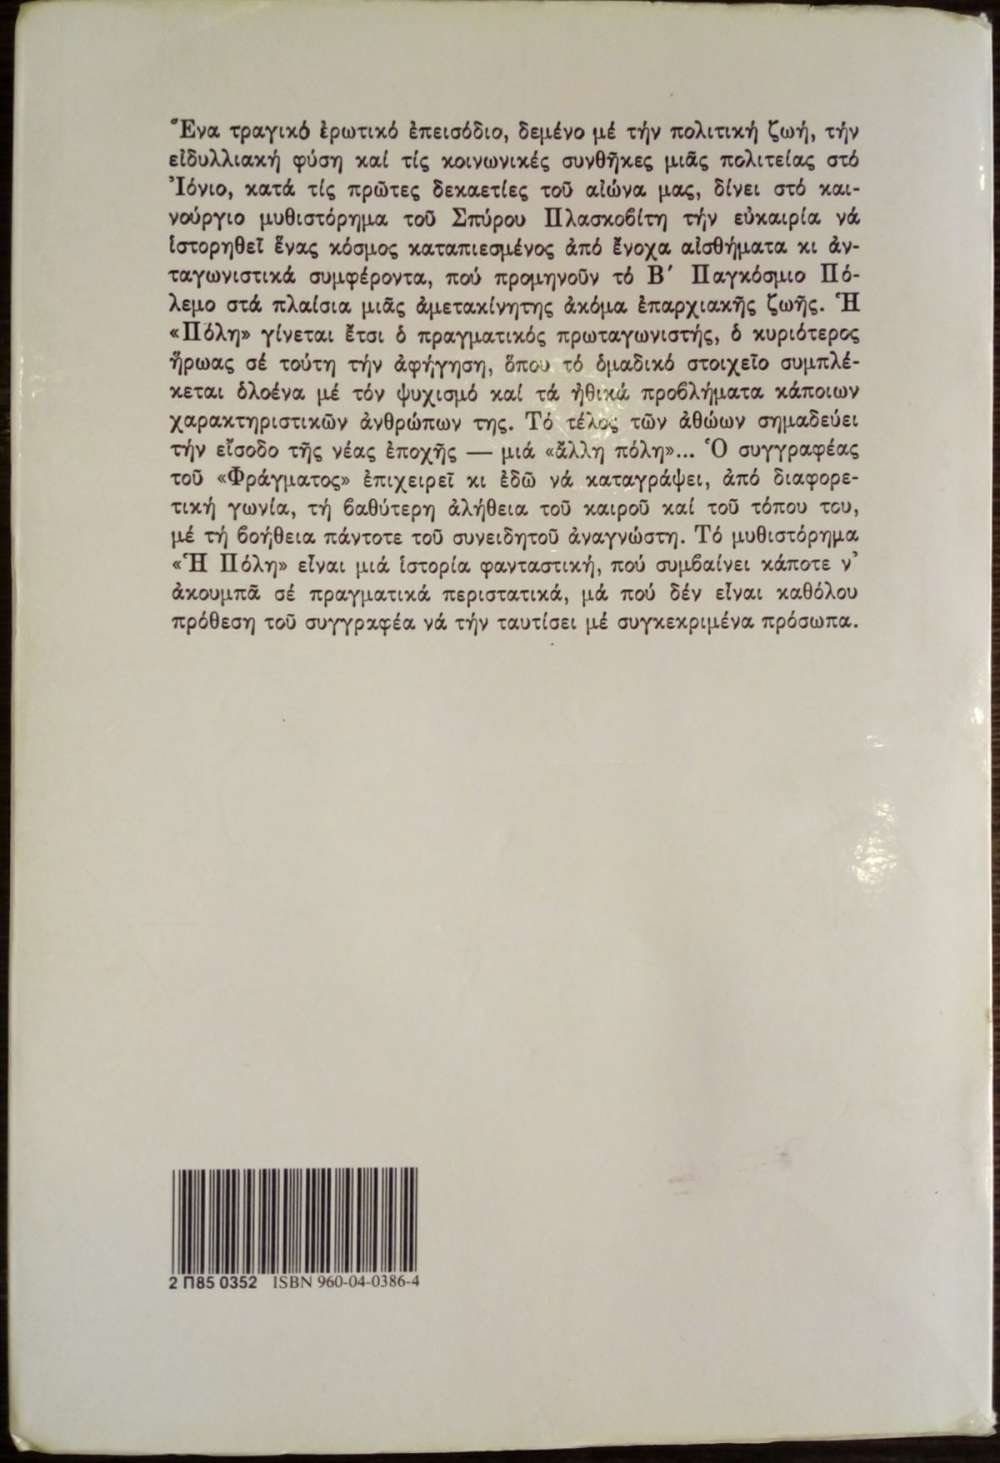 Ἕνα τραγικό ἐρωτικό ἐπεισόδιο, δεμένο μέ τήν πολιτική ζωή, τήν
εἰδυλλιακή φύση καί τίς κοινωνικές συνθῆκες μιᾶς πολιτείας στό
Ἰόνιο, κατά τίς πρῶτες δεκαετίες τοῦ αἰώνα μας, δίνει στό και-
νούργιο μυθιστόρημα τοῦ Σπύρου Πλασκοβίτη τήν εὐκαιρία νά
ἱστορηθεῖ ἕνας κόσμος καταπιεσμένος ἀπό ἔνοχα αἰσθήματα κι ἀν-
ταγωνιστικά συμφέροντα, πού προμηνοῦν τό Β΄ Παγκόσμιο Πό-
λεμο στά πλαίσια μιᾶς ἀμετακίνητης ἀκόμα ἐπαρχιακῆς ζωῆς. Ἡ
«Πόλη» γίνεται ἔτσι ὁ πραγματικός πρωταγωνιστής, ὁ κυριότερος
ἥρωας σέ τούτη τήν ἀφήγηση, ὅπου τό ὁμαδικό στοιχεῖο συμπλέ-
κεται ὁλοένα μέ τόν ψυχισμό καί τά ἠθικά προβλήματα κάποιων
χαρακτηριστικῶν ἀνθρώπων της. Τό τέλος τῶν ἀθώων σημαδεύει
τήν εἴσοδο τῆς νέας ἐποχῆς — μιά «ἄλλη πόλη»... Ὁ συγγραφέας
τοῦ «Φράγματος» ἐπιχειρεῖ κι ἐδῶ νά καταγράψει, ἀπό διαφορε-
τική γωνία, τή βαθύτερη ἀλήθεια τοῦ καιροῦ καί τοῦ τόπου του,
μέ τή βοήθεια πάντοτε τοῦ συνειδητοῦ ἀναγνώστη. Τό μυθιστόρημα
«Ἡ Πόλη» εἶναι μιά ἱστορία φανταστική, πού συμβαίνει κάποτε ν᾿
ἀκουμπᾶ σέ πραγματικά περιστατικά, μά πού δέν εἶναι καθόλου
πρόθεση τοῦ συγγραφέα νά τήν ταυτίσει μέ συγκεκριμένα πρόσωπα.
2 Π85 0352 ISBN 960-04-0386-4